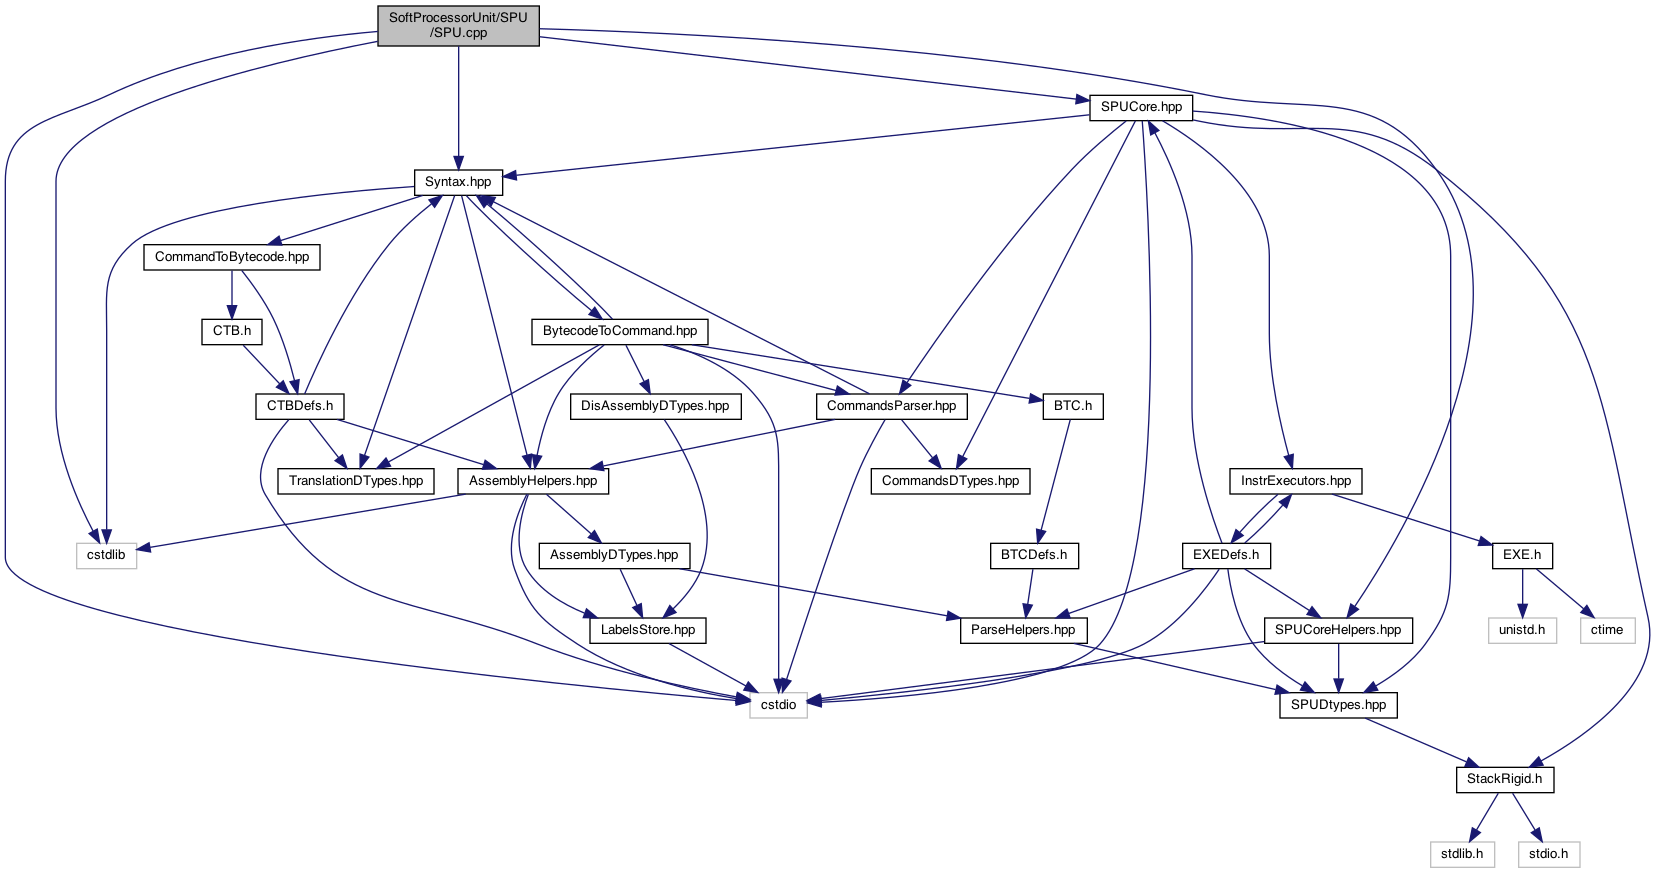 SoftProcessorUnit/SPU
/SPU.cpp
SPUCore.hpp
Syntax.hpp
CommandToBytecode.hpp
CTB.h
BytecodeToCommand.hpp
CTBDefs.h
DisAssemblyDTypes.hpp
CommandsParser.hpp
BTC.h
TranslationDTypes.hpp
AssemblyHelpers.hpp
CommandsDTypes.hpp
InstrExecutors.hpp
cstdlib
AssemblyDTypes.hpp
BTCDefs.h
EXEDefs.h
EXE.h
LabelsStore.hpp
ParseHelpers.hpp
SPUCoreHelpers.hpp
unistd.h
ctime
cstdio
SPUDtypes.hpp
StackRigid.h
stdlib.h
stdio.h